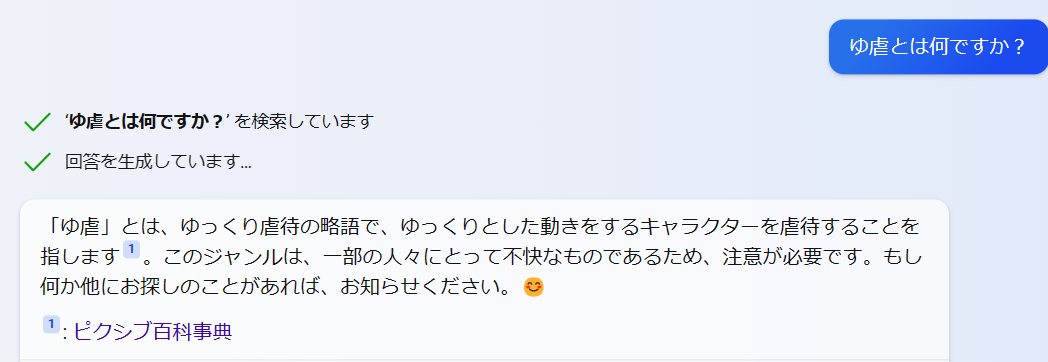 ゆ虐とは何ですか？
‘ゆ虐とは何ですか？’ を検索しています
回答を生成しています...
「ゆ虐」とは、ゆっくり虐待の略語で、ゆっくりとした動きをするキャラクターを虐待することを
指します1。このジャンルは、一部の人々にとって不快なものであるため、注意が必要です。もし
何か他にお探しのことがあれば、お知らせください。😊
1: ピクシブ百科事典